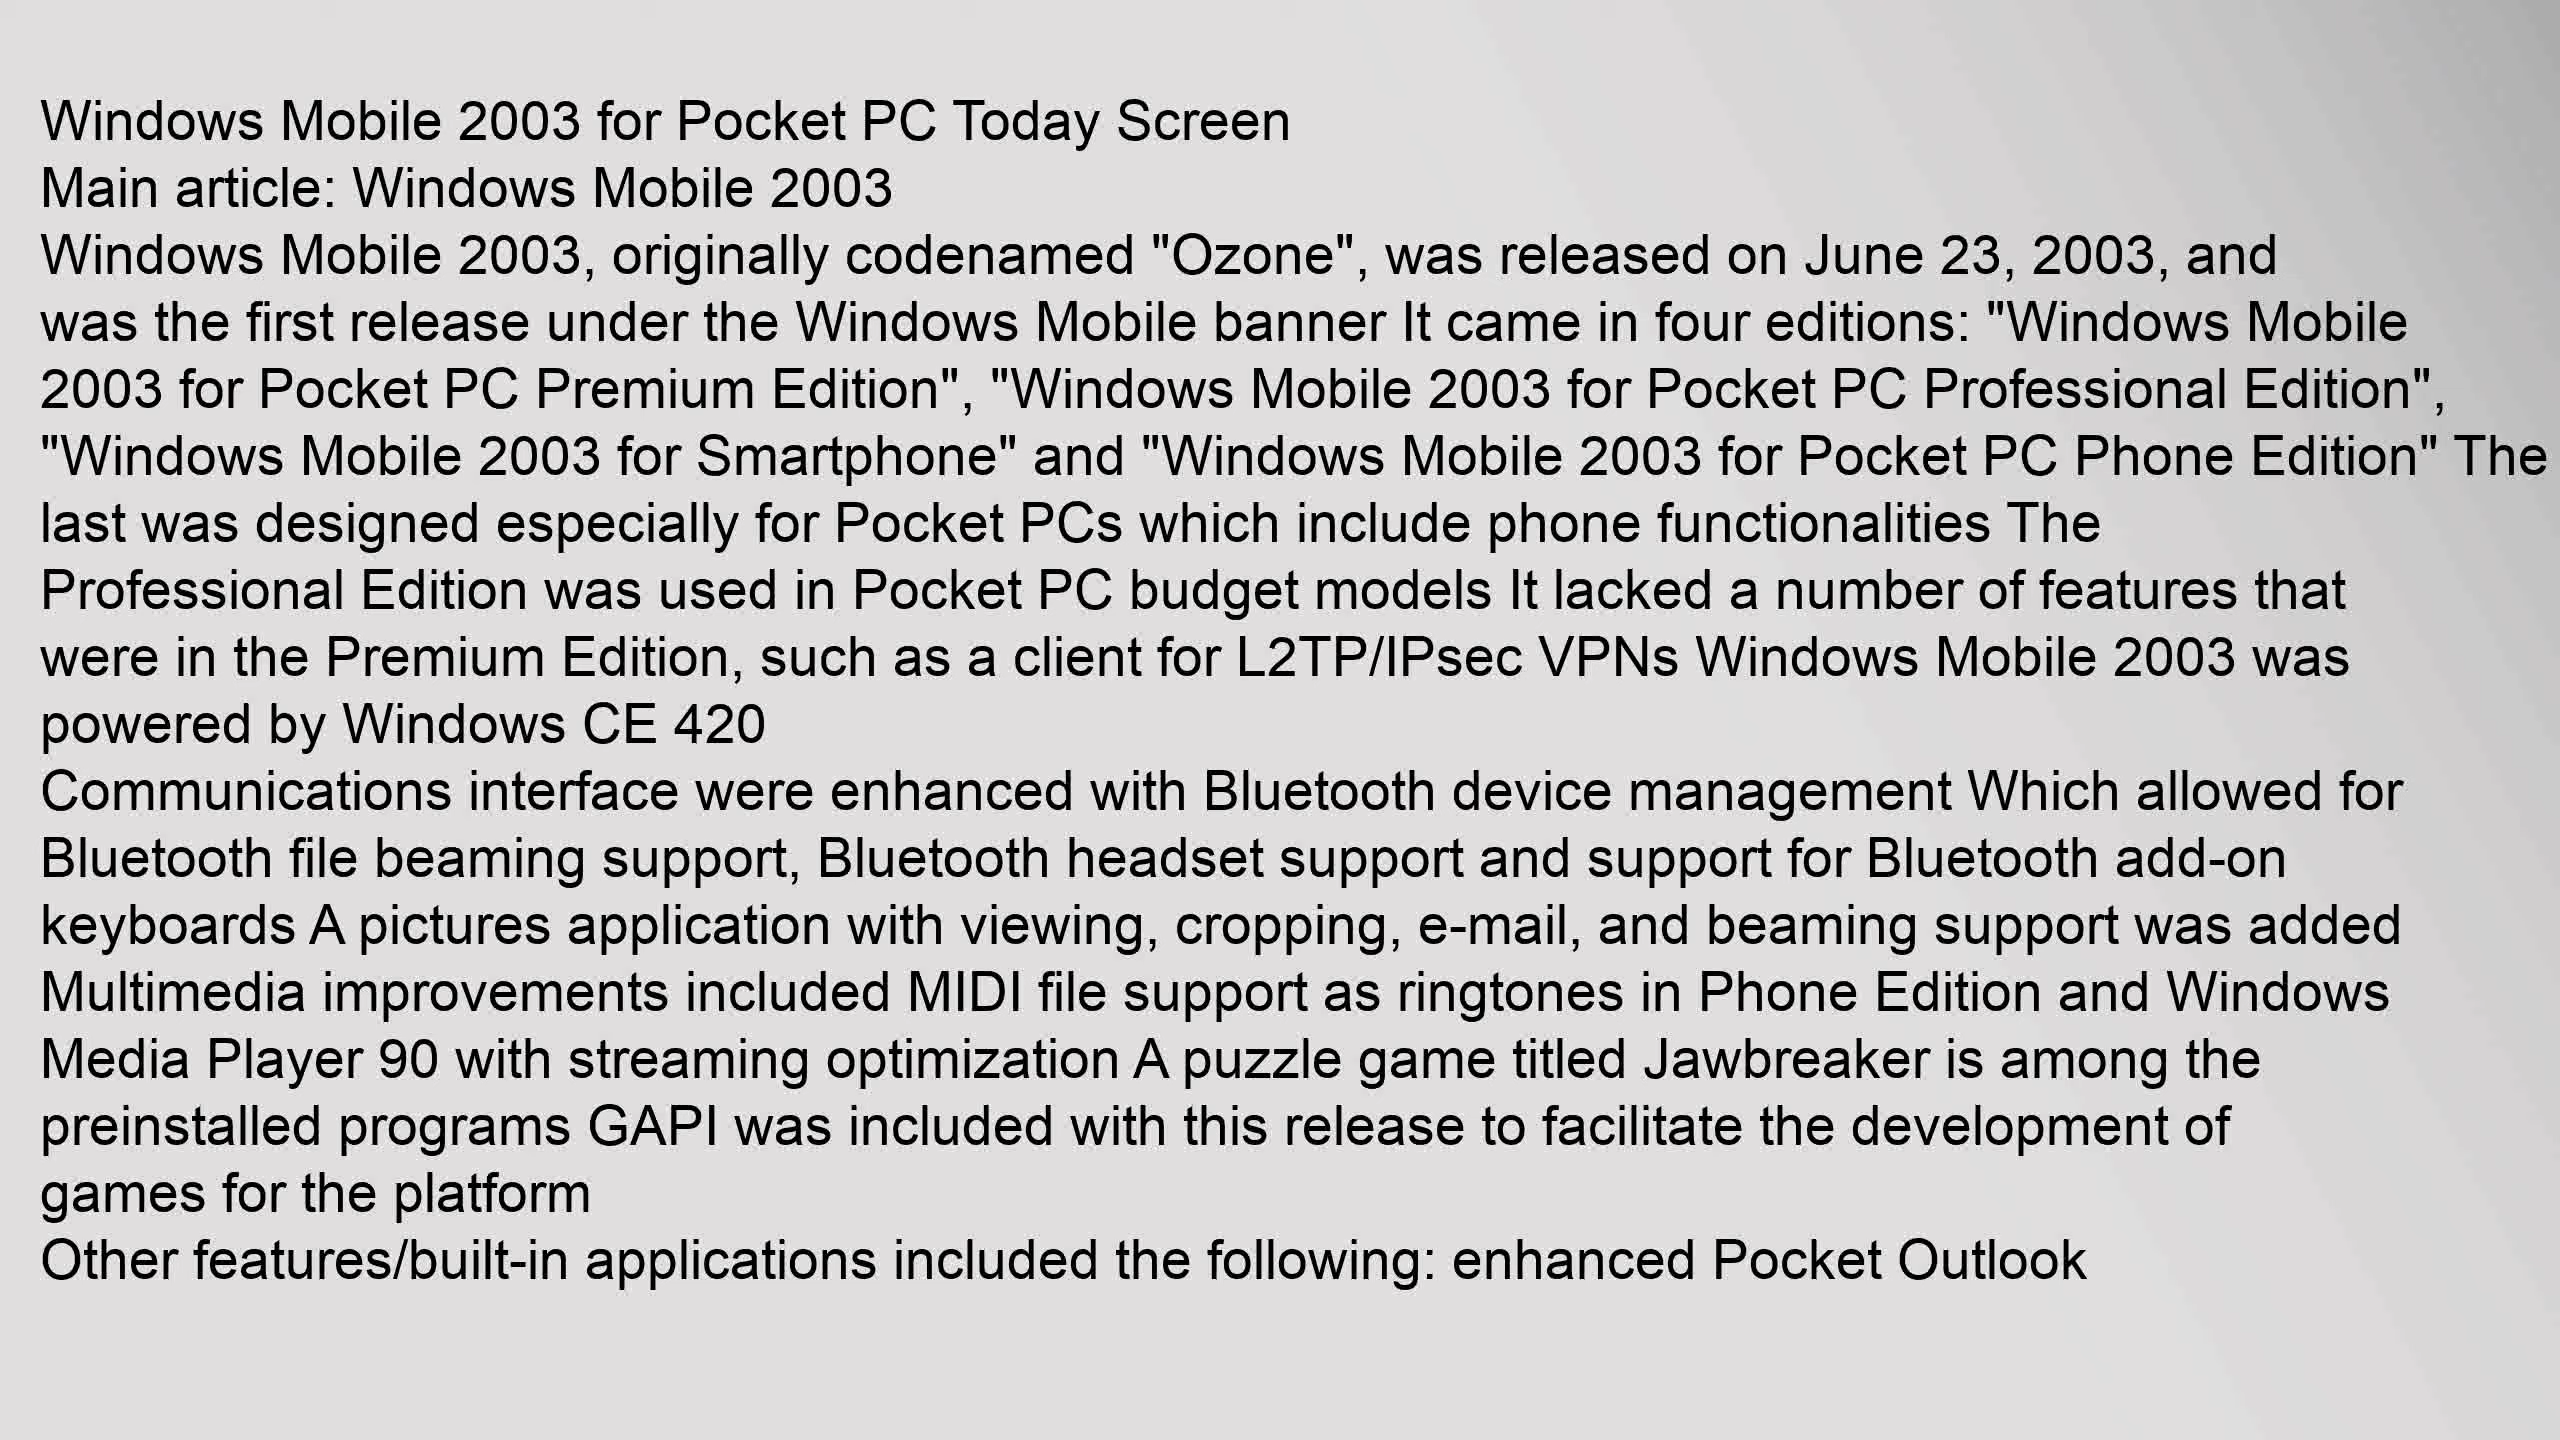 Windows Mobile 2003 for Pocket PC Today Screen
Main article: Windows Mobile 2003
Windows Mobile 2003, originally codenamed "Ozone", was released on June 23, 2003, and
was the first release under the Windows Mobile banner It came in four editions: "Windows Mobile
2003 for Pocket PC Premium Edition", "Windows Mobile 2003 for Pocket PC Professional Edition",
"Windows Mobile 2003 for Smartphone" and "Windows Mobile 2003 for Pocket PC Phone Edition" The
last was designed especially for Pocket PCs which include phone functionalities The
Professional Edition was used in Pocket PC budget models It lacked a number of features that
were in the Premium Edition, such as a client for L2TP/IPsec VPNs Windows Mobile 2003 was
powered by Windows CE 420
Communications interface were enhanced with Bluetooth device management Which allowed for
Bluetooth file beaming support, Bluetooth headset support and support for Bluetooth add-on
keyboards A pictures application with viewing, cropping, e-mail, and beaming support was added
Multimedia improvements included MIDI file support as ringtones in Phone Edition and Windows
Media Player 90 with streaming optimization A puzzle game titled Jawbreaker is among the
preinstalled programs GAPI was included with this release to facilitate the development of
games for the platform
Other features/built-in applications included the following: enhanced Pocket Outlook